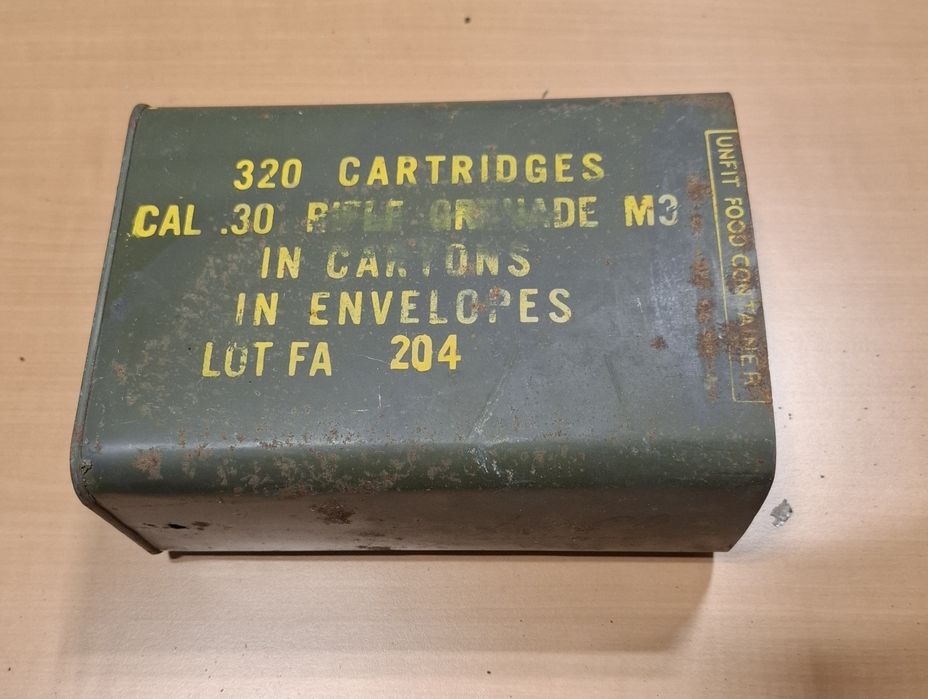 320 CARTRIDGES
CAL .30 RIFLE GRENADE M3
IN CARTONS
IN ENVELOPES
LOT FA 204
UNFIT FOOD CONTAINER